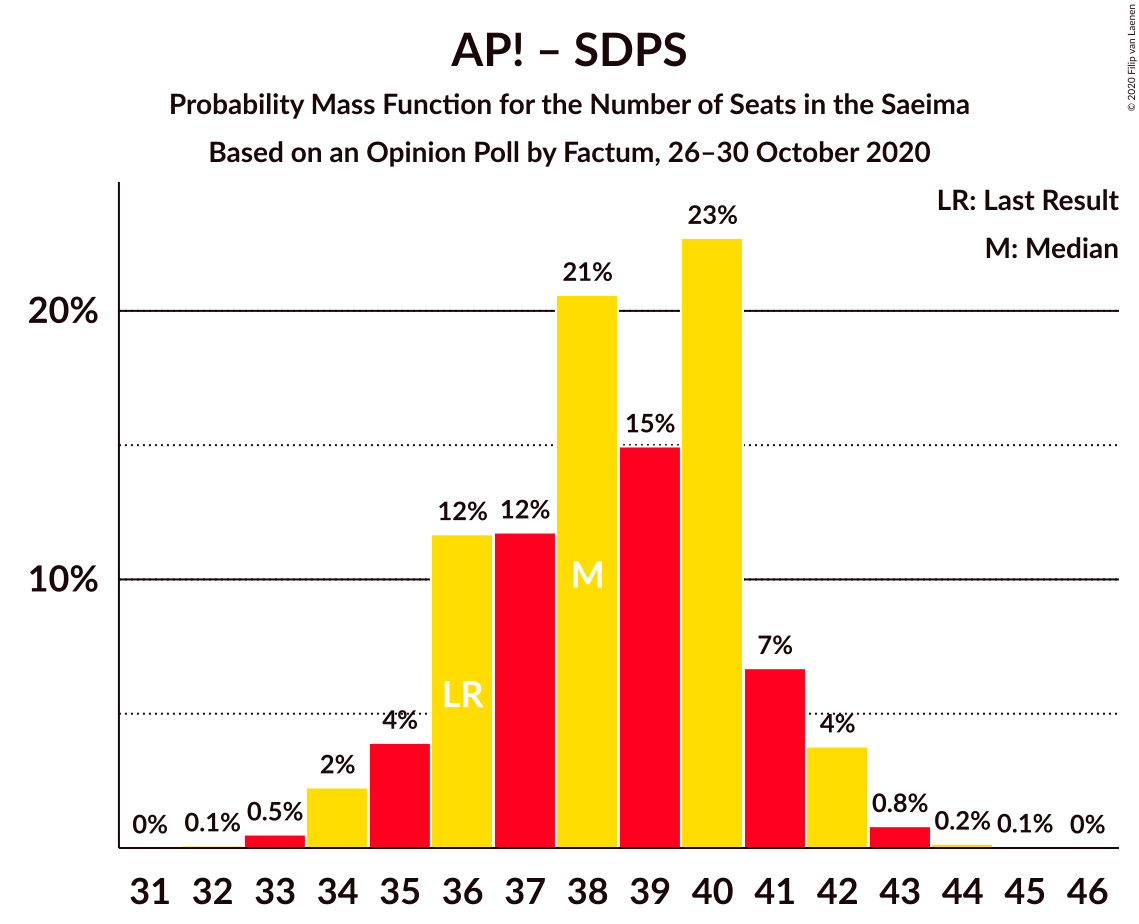 AP! – SDPS
Probability Mass Function for the Number of Seats in the Saeima
Based on an Opinion Poll by Factum, 26–30 October 2020
© 2020 Filip van Laenen
LR: Last Result
M: Median
20%
10%
0% 0.1% 0.5% 2% 4% 12% 12% 21% 15% 23% 7% 4% 0.8% 0.2% 0.1% 0%
LR
M
31 32 33 34 35 36 37 38 39 40 41 42 43 44 45 46